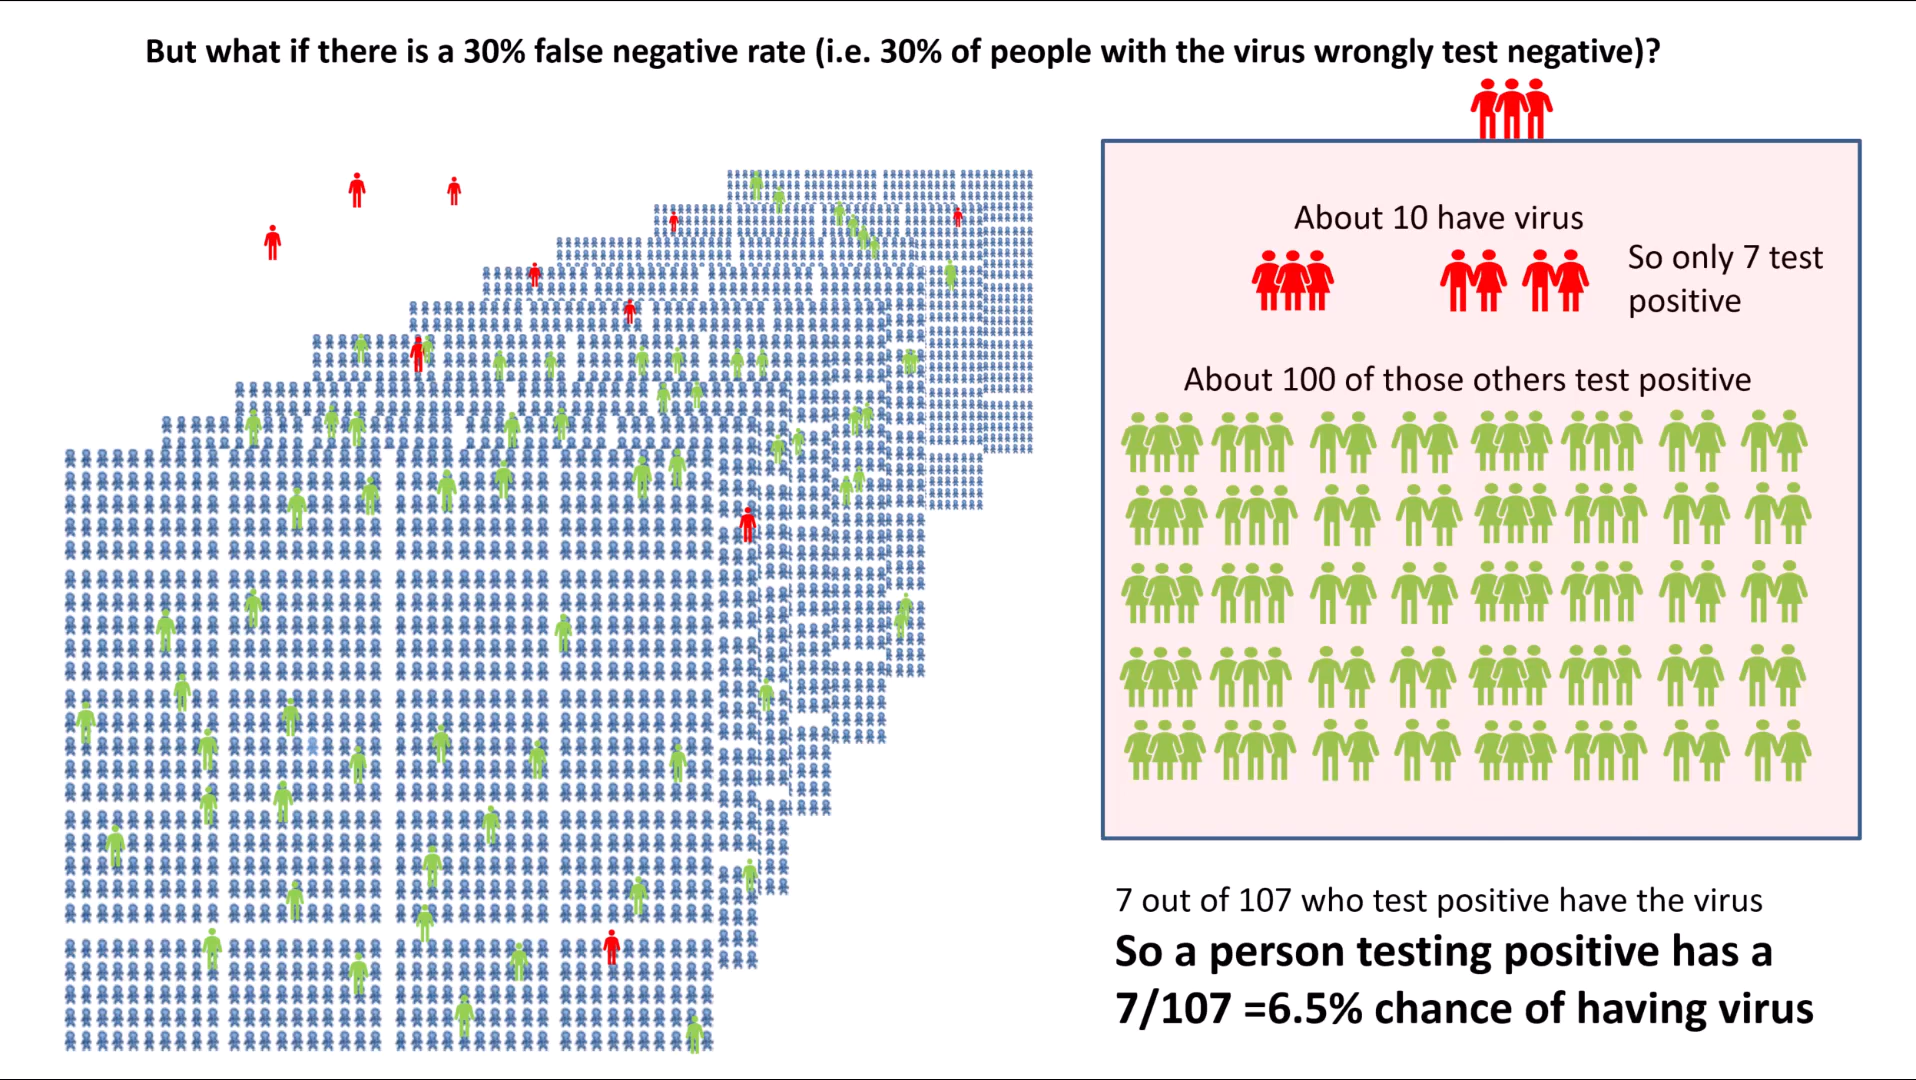 But what if there is a 30% false negative rate (i.e. 30% of people with the virus wrongly test negative)?
About 10 have virus
So only 7 test
positive
About 100 of those others test positive
7 out of 107 who test positive have the virus
So a person testing positive has a
7/107 =6.5% chance of having virus